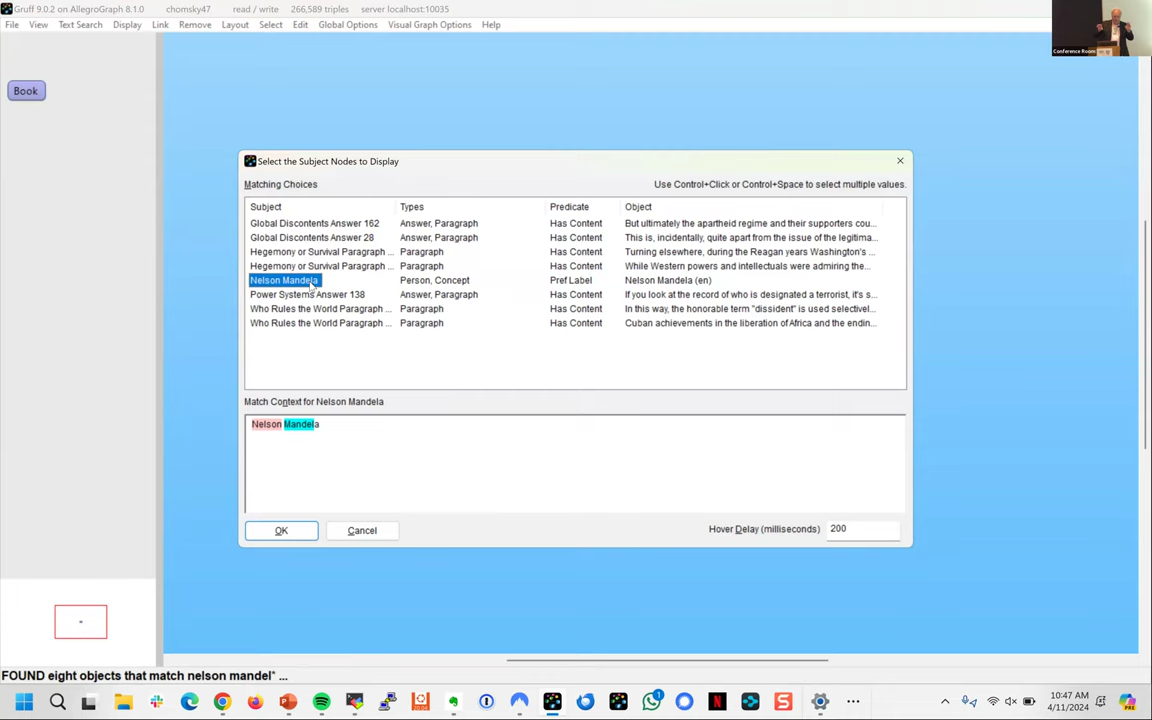 Gruff 9.0.2 on AllegroGraph 8.1.0 chomsky47 read / write 266,589 triples server localhost:10035
File View Text Search Display Link Remove Layout Select Edit Global Options Visual Graph Options Help
Conference Room
Book
Select the Subject Nodes to Display
Matching Choices Use Control+Click or Control+Space to select multiple values.
Subject Types Predicate Object
Global Discontents Answer 162 Answer, Paragraph Has Content But ultimately the apartheid regime and their supporters cou...
Global Discontents Answer 28 Answer, Paragraph Has Content This is, incidentally, quite apart from the issue of the legitima...
Hegemony or Survival Paragraph ... Paragraph Has Content Turning elsewhere, during the Reagan years Washington's ...
Hegemony or Survival Paragraph ... Paragraph Has Content While Western powers and intellectuals were admiring the...
Nelson Mandela Person, Concept Pref Label Nelson Mandela (en)
Power Systems Answer 138 Answer, Paragraph Has Content If you look at the record of who is designated a terrorist, it's s...
Who Rules the World Paragraph ... Paragraph Has Content In this way, the honorable term "dissident" is used selectivel...
Who Rules the World Paragraph ... Paragraph Has Content Cuban achievements in the liberation of Africa and the endin...
Match Context for Nelson Mandela
Nelson Mandela
OK Cancel Hover Delay (milliseconds) 200
FOUND eight objects that match nelson mandel* ...
10:47 AM
4/11/2024